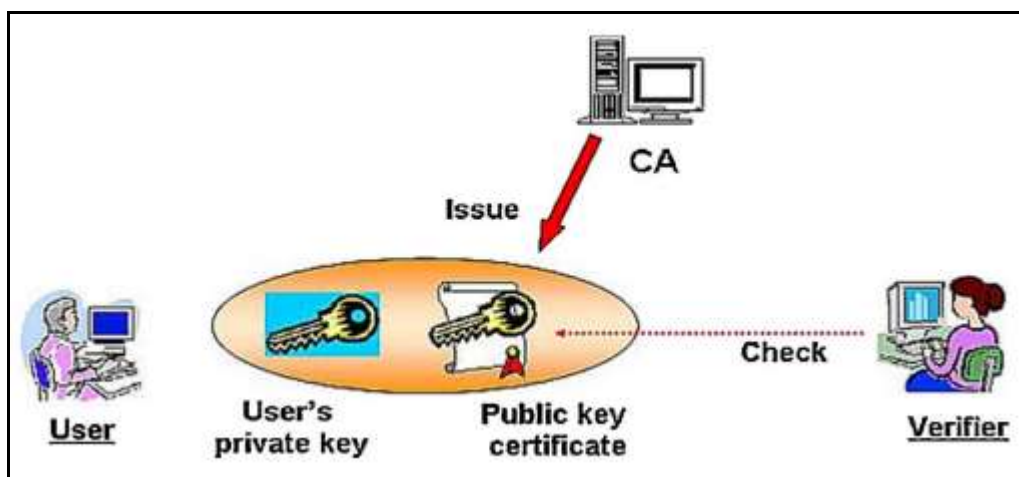 CA
Issue
Check
User
User's
private key
Public key
certificate
Verifier